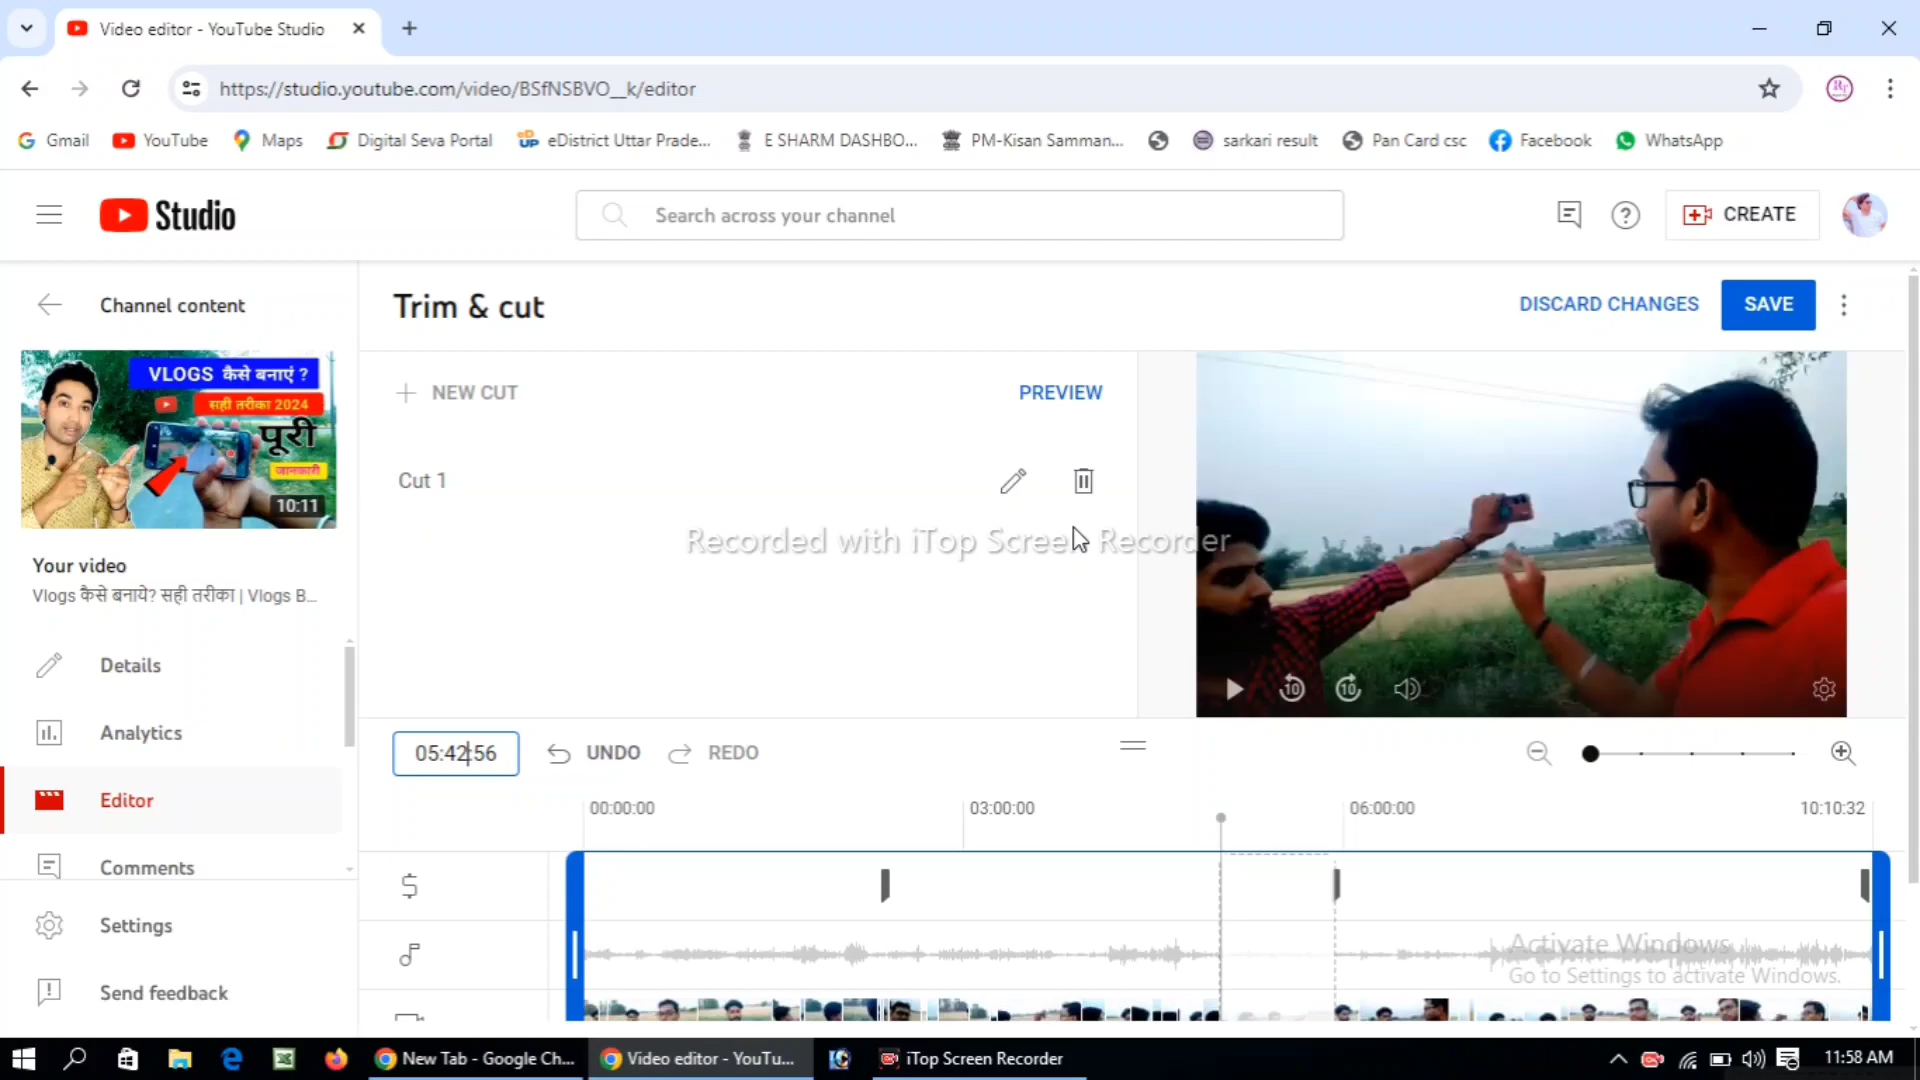 Video editor - YouTube Studio
https://studio.youtube.com/video/BSfNSBVO__k/editor
Gmail YouTube Maps Digital Seva Portal eDistrict Uttar Prade... E SHARM DASHBO... PM-Kisan Samman... sarkari result Pan Card csc Facebook WhatsApp
Studio
Search across your channel
CREATE
Channel content
Trim & cut
DISCARD CHANGES
SAVE
VLOGS कैसे बनाएं ?
सही तरीका 2024
पूरी
जानकारी
10:11
NEW CUT
PREVIEW
Cut 1
Recorded with iTop Screen Recorder
Your video
Vlogs कैसे बनाये? सही तरीका | Vlogs B...
Details
Analytics
Editor
Comments
Settings
Send feedback
10
10
05:42:56
UNDO
REDO
00:00:00
03:00:00
06:00:00
10:10:32
Activate Windows
Go to Settings to activate Windows.
New Tab - Google Ch...
Video editor - YouTu...
iTop Screen Recorder
11:58 AM